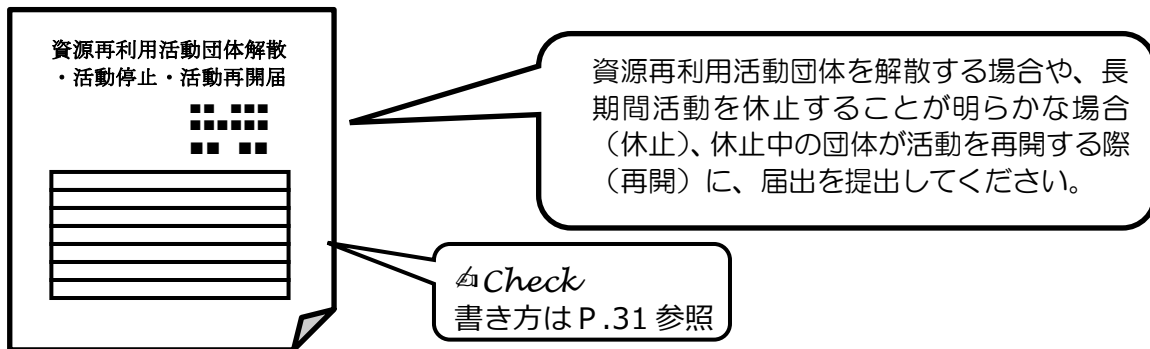 資源再利用活動団体解散
・活動停止・活動再開届
■■ ■■■
■■■■■■
■■ ■■
資源再利用活動団体を解散する場合や、長
期間活動を休止することが明らかな場合
（休止）、休止中の団体が活動を再開する際
（再開）に、届出を提出してください。
✍Check
書き方はＰ.31 参照